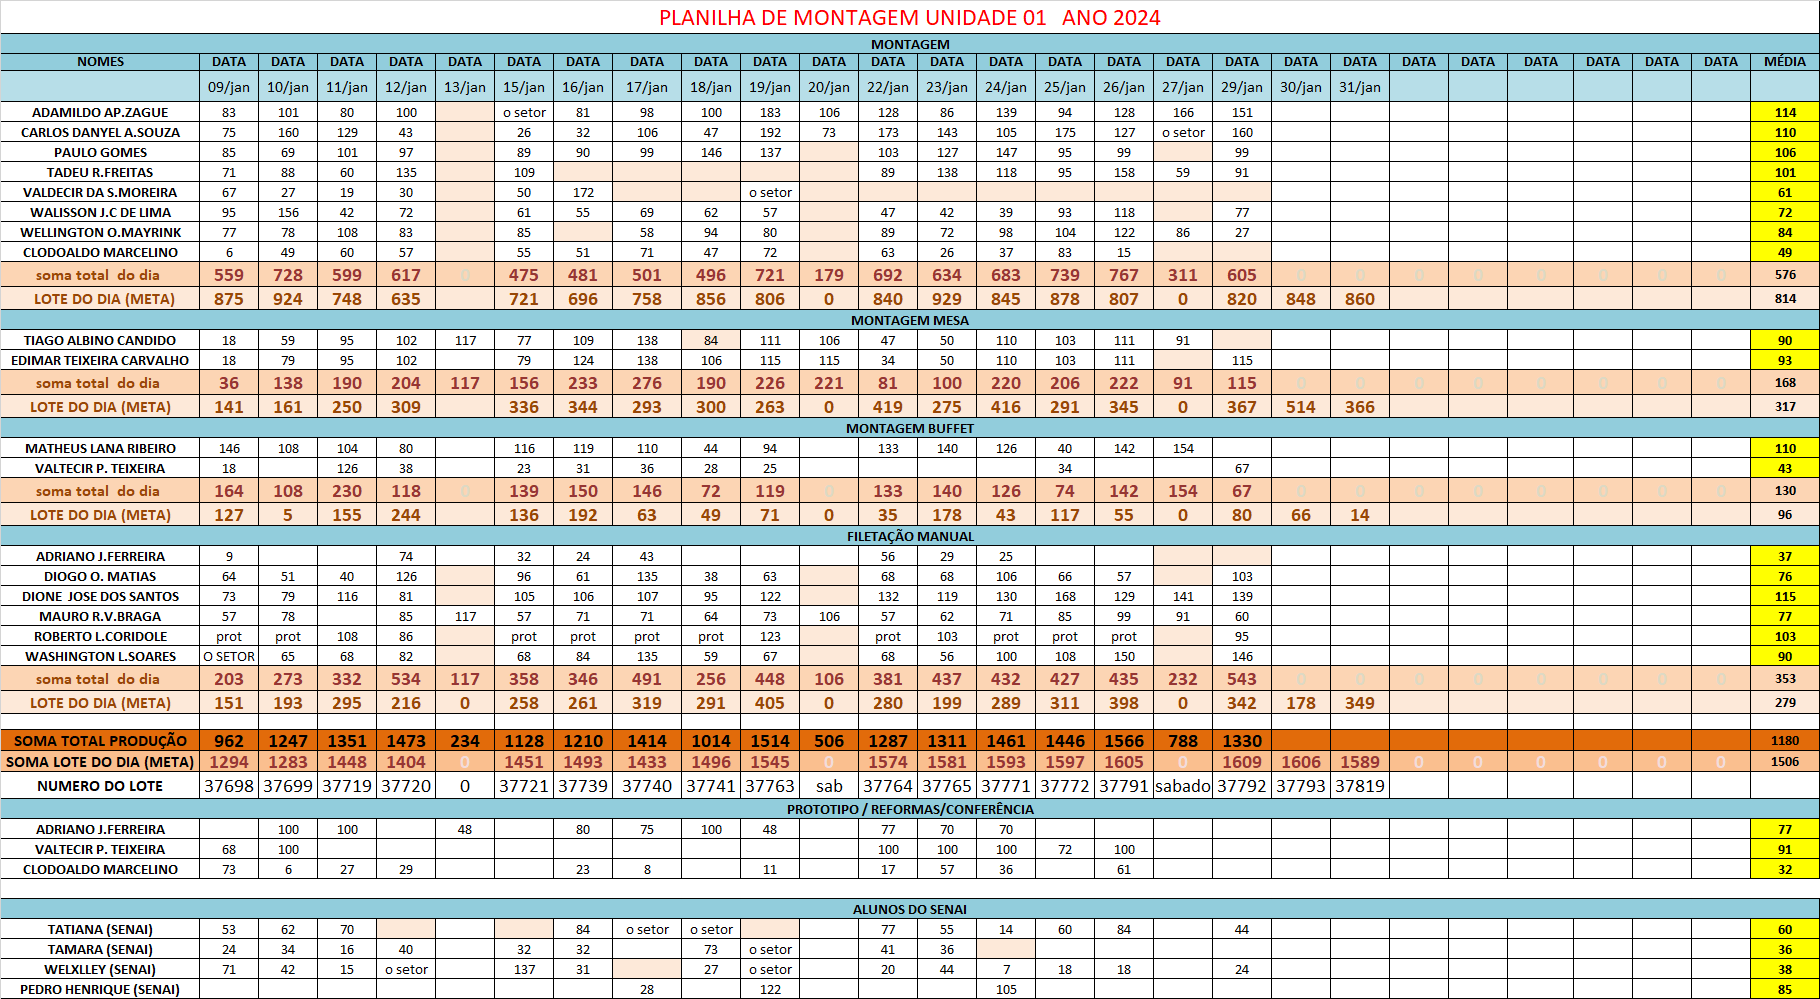 PLANILHA DE MONTAGEM UNIDADE 01 ANO 2024
MONTAGEM
NOMES DATA DATA DATA DATA DATA DATA DATA DATA DATA DATA DATA DATA DATA DATA DATA DATA DATA DATA DATA DATA DATA DATA DATA DATA DATA DATA MÉDIA
09/jan 10/jan 11/jan 12/jan 13/jan 15/jan 16/jan 17/jan 18/jan 19/jan 20/jan 22/jan 23/jan 24/jan 25/jan 26/jan 27/jan 29/jan 30/jan 31/jan
ADAMILDO AP.ZAGUE 83 101 80 100 o setor 81 98 100 183 106 128 86 139 94 128 166 151 114
CARLOS DANYEL A.SOUZA 75 160 129 43 26 32 106 47 192 73 173 143 105 175 127 o setor 160 110
PAULO GOMES 85 69 101 97 89 90 99 146 137 103 127 147 95 99 99 106
TADEU R.FREITAS 71 88 60 135 109 89 138 118 95 158 59 91 101
VALDECIR DA S.MOREIRA 67 27 19 30 50 172 o setor 61
WALISSON J.C DE LIMA 95 156 42 72 61 55 69 62 57 47 42 39 93 118 77 72
WELLINGTON O.MAYRINK 77 78 108 83 85 58 94 80 89 72 98 104 122 86 27 84
CLODOALDO MARCELINO 6 49 60 57 55 51 71 47 72 63 26 37 83 15 49
soma total do dia 559 728 599 617 0 475 481 501 496 721 179 692 634 683 739 767 311 605 0 0 0 0 0 0 0 0 576
LOTE DO DIA (META) 875 924 748 635 721 696 758 856 806 0 840 929 845 878 807 0 820 848 860 814
MONTAGEM MESA
TIAGO ALBINO CANDIDO 18 59 95 102 117 77 109 138 84 111 106 47 50 110 103 111 91 90
EDIMAR TEIXEIRA CARVALHO 18 79 95 102 79 124 138 106 115 115 34 50 110 103 111 115 93
soma total do dia 36 138 190 204 117 156 233 276 190 226 221 81 100 220 206 222 91 115 0 0 0 0 0 0 0 0 168
LOTE DO DIA (META) 141 161 250 309 336 344 293 300 263 0 419 275 416 291 345 0 367 514 366 317
MONTAGEM BUFFET
MATHEUS LANA RIBEIRO 146 108 104 80 116 119 110 44 94 133 140 126 40 142 154 110
VALTECIR P. TEIXEIRA 18 126 38 23 31 36 28 25 34 67 43
soma total do dia 164 108 230 118 0 139 150 146 72 119 0 133 140 126 74 142 154 67 0 0 0 0 0 0 0 0 130
LOTE DO DIA (META) 127 5 155 244 136 192 63 49 71 0 35 178 43 117 55 0 80 66 14 96
FILETAÇÃO MANUAL
ADRIANO J.FERREIRA 9 74 32 24 43 56 29 25 37
DIOGO O. MATIAS 64 51 40 126 96 61 135 38 63 68 68 106 66 57 103 76
DIONE JOSE DOS SANTOS 73 79 116 81 105 106 107 95 122 132 119 130 168 129 141 139 115
MAURO R.V.BRAGA 57 78 85 117 57 71 71 64 73 106 57 62 71 85 99 91 60 77
ROBERTO L.CORIDOLE prot prot 108 86 prot prot prot prot 123 prot 103 prot prot prot 95 103
WASHINGTON L.SOARES O SETOR 65 68 82 68 84 135 59 67 68 56 100 108 150 146 90
soma total do dia 203 273 332 534 117 358 346 491 256 448 106 381 437 432 427 435 232 543 0 0 0 0 0 0 0 0 353
LOTE DO DIA (META) 151 193 295 216 0 258 261 319 291 405 0 280 199 289 311 398 0 342 178 349 279
SOMA TOTAL PRODUÇÃO 962 1247 1351 1473 234 1128 1210 1414 1014 1514 506 1287 1311 1461 1446 1566 788 1330 1180
SOMA LOTE DO DIA (META) 1294 1283 1448 1404 0 1451 1493 1433 1496 1545 0 1574 1581 1593 1597 1605 0 1609 1606 1589 0 0 0 0 0 0 1506
NUMERO DO LOTE 37698 37699 37719 37720 0 37721 37739 37740 37741 37763 sab 37764 37765 37771 37772 37791 sabado 37792 37793 37819
PROTOTIPO / REFORMAS/CONFERÊNCIA
ADRIANO J.FERREIRA 100 100 48 80 75 100 48 77 70 70 77
VALTECIR P. TEIXEIRA 68 100 100 100 100 72 100 91
CLODOALDO MARCELINO 73 6 27 29 23 8 11 17 57 36 61 32
ALUNOS DO SENAI
TATIANA (SENAI) 53 62 70 84 o setor o setor 77 55 14 60 84 44 60
TAMARA (SENAI) 24 34 16 40 32 32 73 o setor 41 36 36
WELXLLEY (SENAI) 71 42 15 o setor 137 31 27 o setor 20 44 7 18 18 24 38
PEDRO HENRIQUE (SENAI) 28 122 105 85